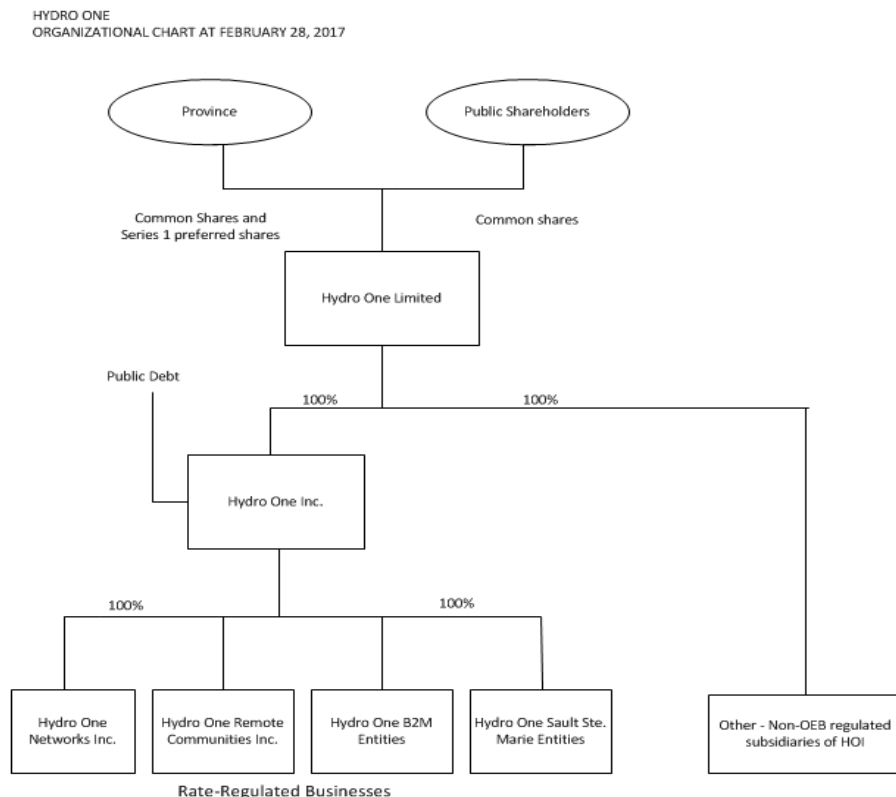 HYDRO ONE
ORGANIZATIONAL CHART AT FEBRUARY 28, 2017
Province
Public Shareholders
Common Shares and
Series 1 preferred shares
Common shares
Hydro One Limited
Public Debt
100%
100%
Hydro One Inc.
100%
100%
Hydro One
Networks Inc.
Hydro One Remote
Communities Inc.
Hydro One B2M
Entities
Hydro One Sault Ste.
Marie Entities
Other - Non-OEB regulated
subsidiaries of HOI
Rate-Regulated Businesses